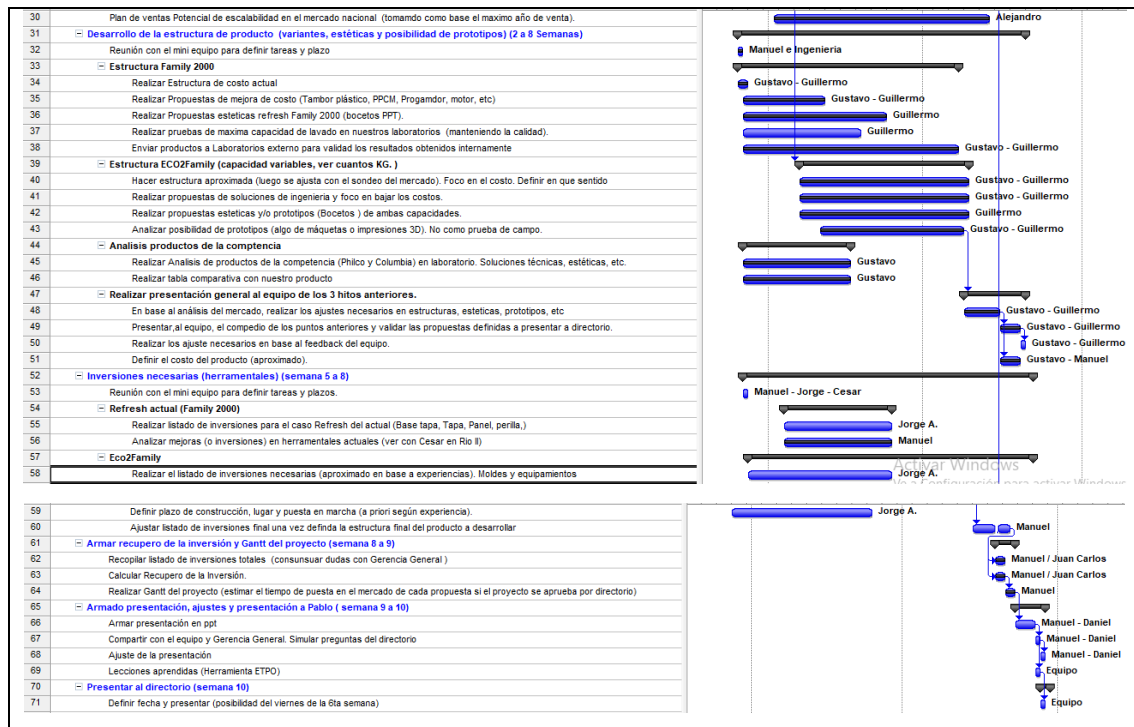 30 Plan de ventas Potencial de escalabilidad en el mercado nacional (tomamdo como base el maximo año de venta). Alejandro
31 Desarrollo de la estructura de producto (variantes, estéticas y posibilidad de prototipos) (2 a 8 Semanas)
32 Reunión con el mini equipo para definir tareas y plazo Manuel e Ingenieria
33 Estructura Family 2000
34 Realizar Estructura de costo actual Gustavo - Guillermo
35 Realizar Propuestas de mejora de costo (Tambor plástico, PPCM, Progamdor, motor, etc) Gustavo - Guillermo
36 Realizar Propuestas esteticas refresh Family 2000 (bocetos PPT). Guillermo
37 Realizar pruebas de maxima capacidad de lavado en nuestros laboratorios (manteniendo la calidad). Guillermo
38 Enviar productos a Laboratorios externo para validd los resultados obtenidos internamente Gustavo - Guillermo
39 Estructura ECO2Family (capacidad variables, ver cuantos KG. )
40 Hacer estructura aproximada (luego se ajusta con el sondeo del mercado). Foco en el costo. Definir en que sentido Gustavo - Guillermo
41 Realizar propuestas de soluciones de ingenieria y foco en bajar los costos. Gustavo - Guillermo
42 Realizar propuestas esteticas y/o prototipos (Bocetos ) de ambas capacidades. Guillermo
43 Analizar posibilidad de prototipos (algo de máquetas o impresiones 3D). No como prueba de campo. Gustavo - Guillermo
44 Analisis productos de la comptencia
45 Realizar Analisis de productos de la competencia (Philco y Columbia) en laboratorio. Soluciones técnicas, estéticas, etc. Gustavo
46 Realizar tabla comparativa con nuestro producto Gustavo
47 Realizar presentación general al equipo de los 3 hitos anteriores.
48 En base al análisis del mercado, realizar los ajustes necesarios en estructuras, esteticas, prototipos, etc Gustavo - Guillermo
49 Presentar,al equipo, el compedio de los puntos anteriores y validar las propuestas definidas a presentar a directorio. Gustavo - Guillermo
50 Realizar los ajuste necesarios en base al feedback del equipo. Gustavo - Guillermo
51 Definir el costo del producto (aproximado). Gustavo - Manuel
52 Inversiones necesarias (herramentales) (semana 5 a 8)
53 Reunión con el mini equipo para definir tareas y plazos. Manuel - Jorge - Cesar
54 Refresh actual (Family 2000)
55 Realizar listado de inversiones para el caso Refresh del actual (Base tapa, Tapa, Panel, perilla,) Jorge A.
56 Analizar mejoras (o inversiones) en herramentales actuales (ver con Cesar en Rio II) Manuel
57 Eco2Family
Activar Windows
58 Realizar el listado de inversiones necesarias (aproximado en base a experiencias). Moldes y equipamientos Jorge A.
Ve a Configuración para activar Windows
59 Definir plazo de construcción, lugar y puesta en marcha (a priori según experiencia). Jorge A.
60 Ajustar listado de inversiones final una vez definda la estructura final del producto a desarrollar Manuel
61 Armar recupero de la inversión y Gantt del proyecto (semana 8 a 9)
62 Recopilar listado de inversiones totales (consunsuar dudas con Gerencia General ) Manuel / Juan Carlos
63 Calcular Recupero de la Inversión. Manuel / Juan Carlos
64 Realizar Gantt del proyecto (estimar el tiempo de puesta en el mercado de cada propuesta si el proyecto se aprueba por directorio) Manuel
65 Armado presentación, ajustes y presentación a Pablo ( semana 9 a 10)
66 Armar presentación en ppt Manuel - Daniel
67 Compartir con el equipo y Gerencia General. Simular preguntas del directorio Manuel - Daniel
68 Ajuste de la presentación Manuel - Daniel
69 Lecciones aprendidas (Herramienta ETPO) Equipo
70 Presentar al directorio (semana 10)
71 Definir fecha y presentar (posibilidad del viernes de la 6ta semana) Equipo